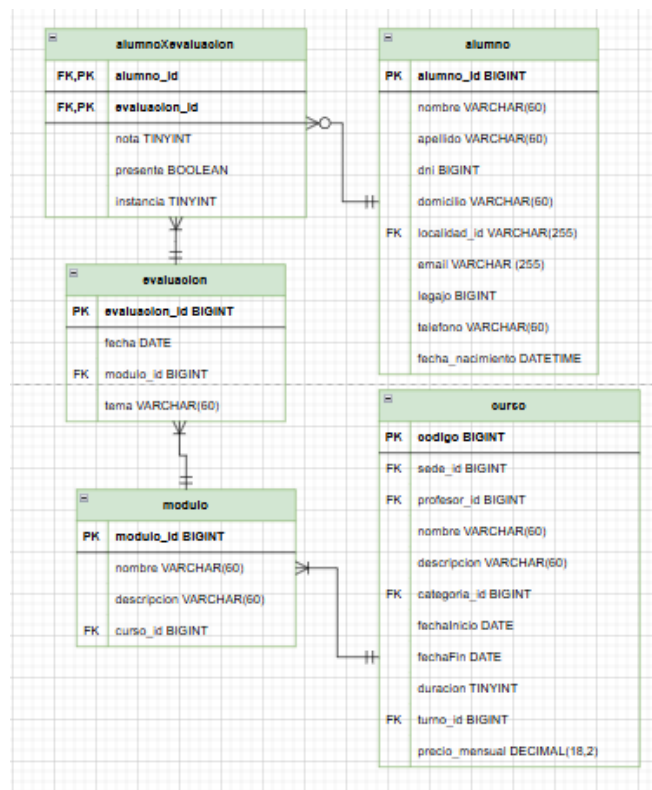 alumnoXevaluacion
FK,PK alumno_id
FK,PK evaluacion_id
nota TINYINT
presente BOOLEAN
instancia TINYINT
alumno
PK alumno_id BIGINT
nombre VARCHAR(60)
apellido VARCHAR(60)
dni BIGINT
domicilio VARCHAR(60)
FK localidad_id VARCHAR(255)
email VARCHAR (255)
legajo BIGINT
telefono VARCHAR(60)
fecha_nacimiento DATETIME
evaluacion
PK evaluacion_id BIGINT
fecha DATE
FK modulo_id BIGINT
tema VARCHAR(60)
curso
PK codigo BIGINT
FK sede_id BIGINT
FK profesor_id BIGINT
nombre VARCHAR(60)
descripcion VARCHAR(60)
FK categoria_id BIGINT
fechaInicio DATE
fechaFin DATE
duracion TINYINT
FK turno_id BIGINT
precio_mensual DECIMAL(18,2)
modulo
PK modulo_id BIGINT
nombre VARCHAR(60)
descripcion VARCHAR(60)
FK curso_id BIGINT